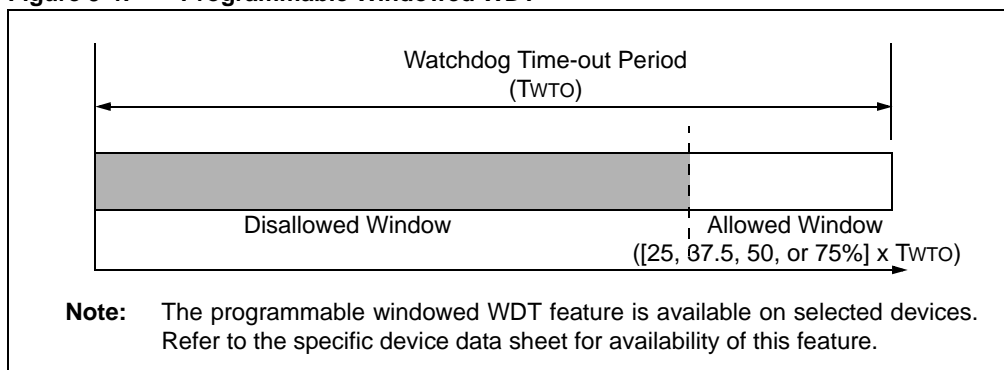 Watchdog Time-out Period
(TWTO)
Disallowed Window
Allowed Window
([25, 37.5, 50, or 75%] x TWTO)
Note: The programmable windowed WDT feature is available on selected devices.
Refer to the specific device data sheet for availability of this feature.